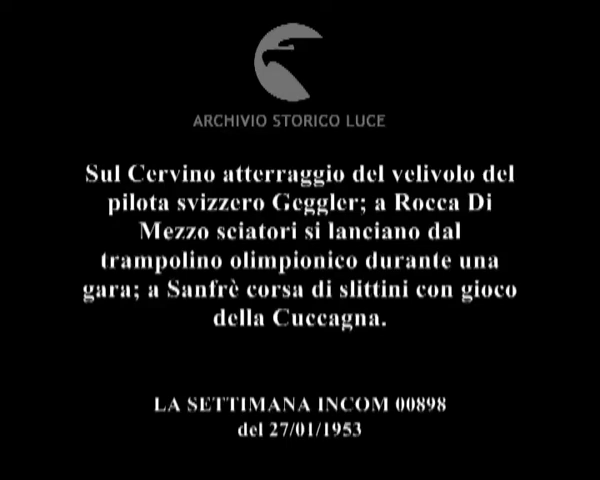 ARCHIVIO STORICO LUCE
Sul Cervino atterraggio del velivolo del
pilota svizzero Geggler; a Rocca Di
Mezzo sciatori si lanciano dal
trampolino olimpionico durante una
gara; a Sanfrè corsa di slittini con gioco
della Cuccagna.
LA SETTIMANA INCOM 00898
del 27/01/1953